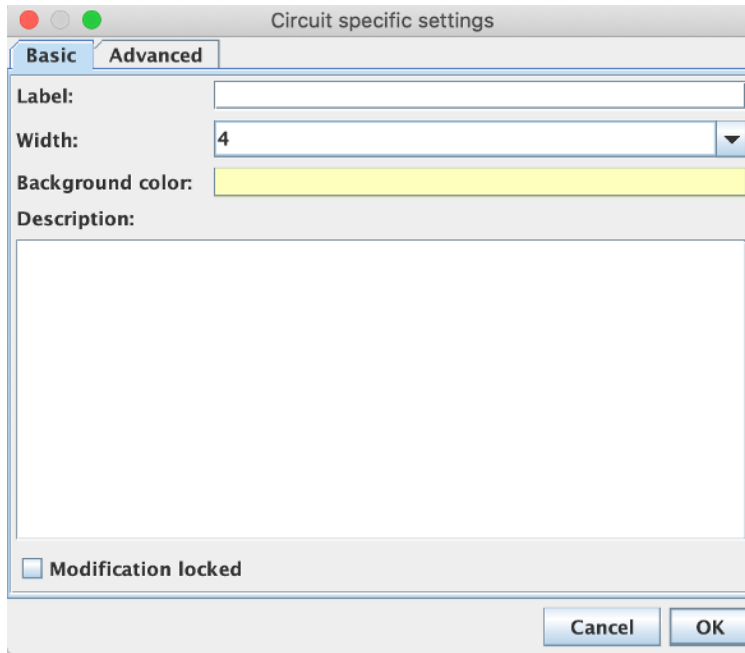 Circuit specific settings
Basic Advanced
Label:
Width: 4
Background color:
Description:
Modification locked
Cancel OK